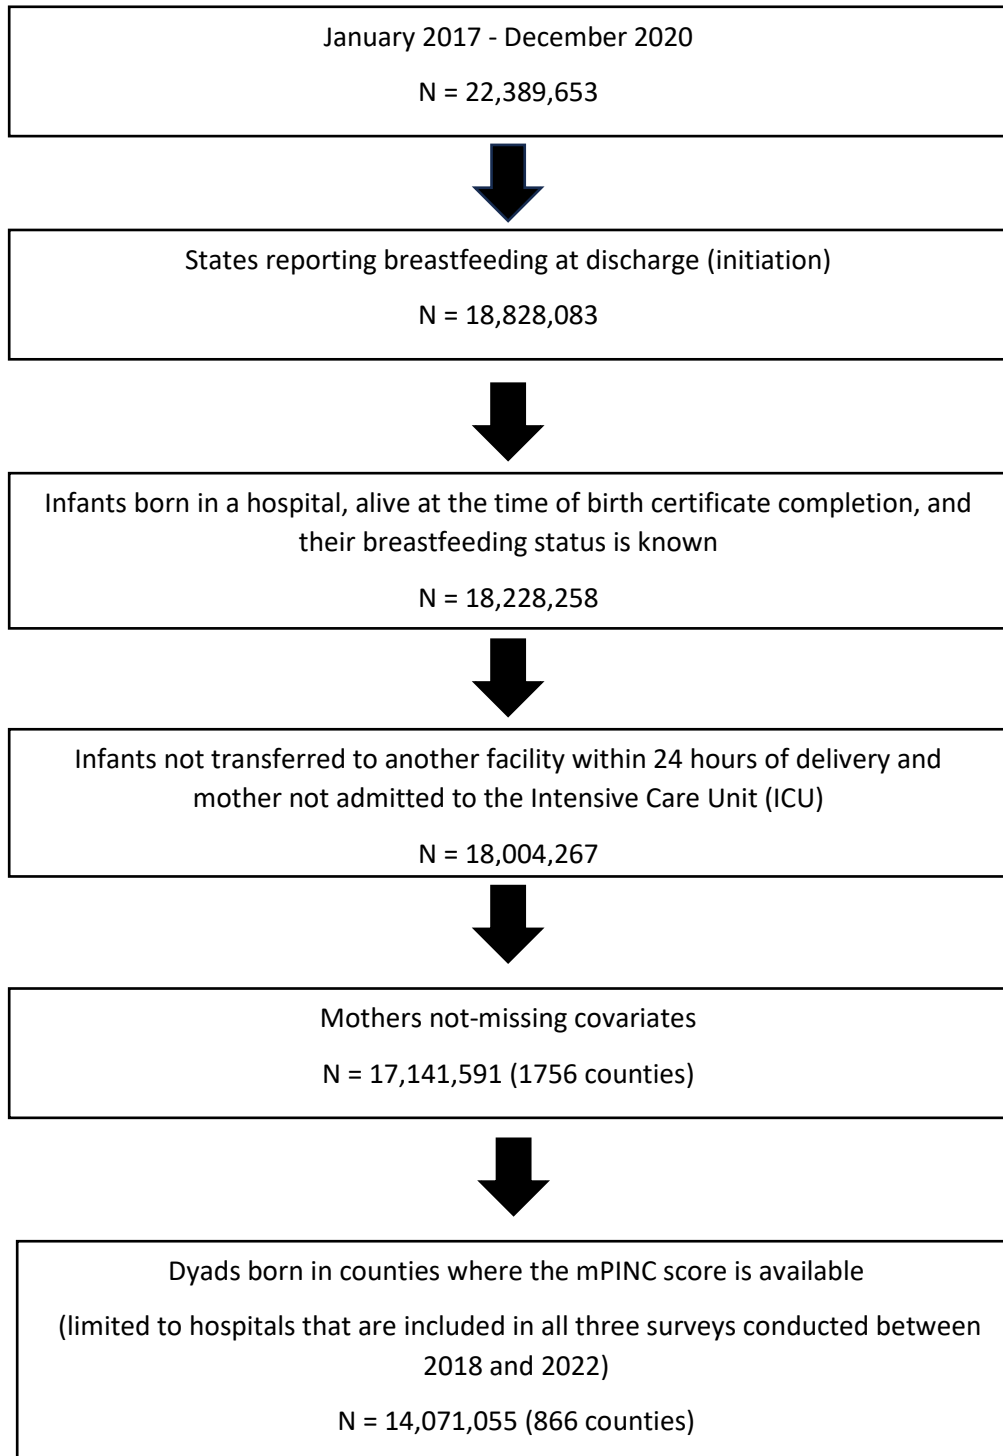 January 2017 - December 2020
N = 22,389,653
States reporting breastfeeding at discharge (initiation)
N = 18,828,083
Infants born in a hospital, alive at the time of birth certificate completion, and
their breastfeeding status is known
N = 18,228,258
Infants not transferred to another facility within 24 hours of delivery and
mother not admitted to the Intensive Care Unit (ICU)
N = 18,004,267
Mothers not-missing covariates
N = 17,141,591 (1756 counties)
Dyads born in counties where the mPINC score is available
(limited to hospitals that are included in all three surveys conducted between
2018 and 2022)
N = 14,071,055 (866 counties)